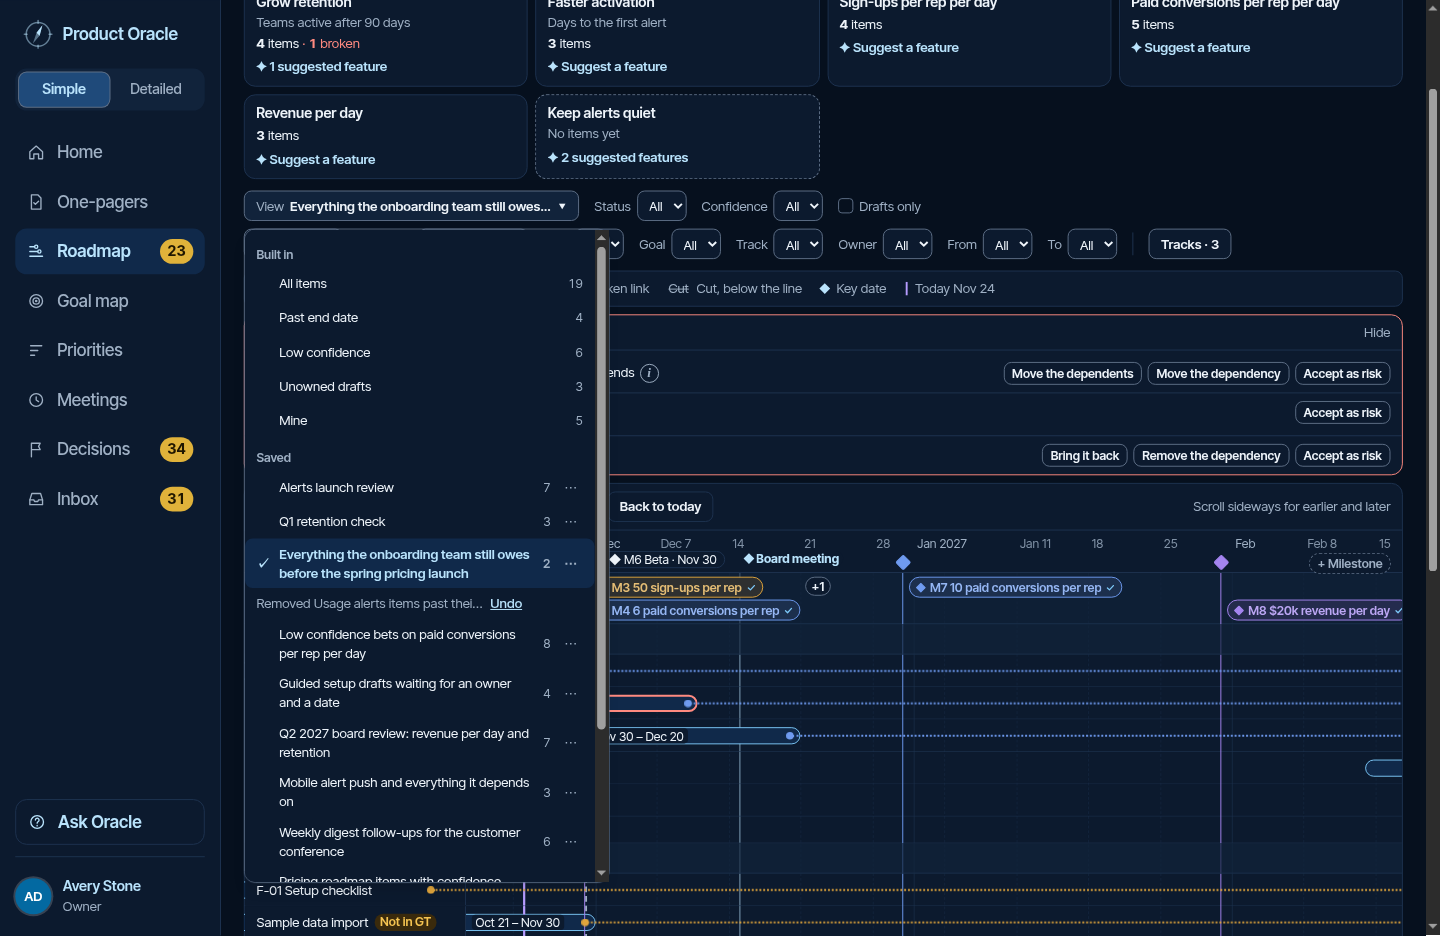 Product Oracle
Simple
Detailed
Home
One-pagers
Roadmap 23
Goal map
Priorities
Meetings
Decisions 34
Inbox 31
Ask Oracle
AD
Avery Stone
Owner
Grow retention
Teams active after 90 days
4 items · 1 broken
✦ 1 suggested feature
Faster activation
Days to the first alert
3 items
✦ Suggest a feature
Sign-ups per rep per day
4 items
✦ Suggest a feature
Paid conversions per rep per day
5 items
✦ Suggest a feature
Revenue per day
3 items
✦ Suggest a feature
Keep alerts quiet
No items yet
✦ 2 suggested features
View Everything the onboarding team still owes... ▼
Status All
Confidence All
Drafts only
Goal All
Track All
Owner All
From All
To All
Tracks · 3
Built in
All items 19
Past end date 4
Low confidence 6
Unowned drafts 3
Mine 5
Saved
Alerts launch review 7 ···
Q1 retention check 3 ···
✓ Everything the onboarding team still owes
before the spring pricing launch 2 ···
Removed Usage alerts items past thei... Undo
Low confidence bets on paid conversions
per rep per day 8 ···
Guided setup drafts waiting for an owner
and a date 4 ···
Q2 2027 board review: revenue per day and
retention 7 ···
Mobile alert push and everything it depends
on 3 ···
Weekly digest follow-ups for the customer
conference 6 ···
Pricing roadmap items with confidence
ken link
Cut Cut, below the line
Key date
Today Nov 24
Hide
ends i
Move the dependents
Move the dependency
Accept as risk
Accept as risk
Bring it back
Remove the dependency
Accept as risk
Back to today
Scroll sideways for earlier and later
ec Dec 7 14 21 28 Jan 2027 Jan 11 18 25 Feb Feb 8 15
M6 Beta · Nov 30
Board meeting
+ Milestone
M3 50 sign-ups per rep ✓
+1
M7 10 paid conversions per rep ✓
M4 6 paid conversions per rep ✓
M8 $20k revenue per day ✓
v 30 – Dec 20
F-01 Setup checklist
Sample data import Not in GT
Oct 21 – Nov 30